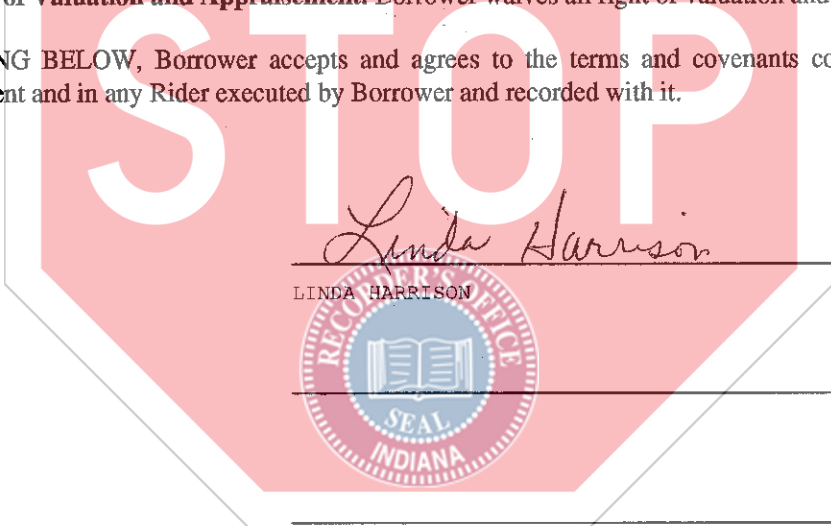 of Valuation and Appraisement. Borrower waives all right of valuation and
NG BELOW, Borrower accepts and agrees to the terms and covenants co
ent and in any Rider executed by Borrower and recorded with it.
STOP
Linda Harrison
LINDA HARRISON
RECORDER'S OFFICE
SEAL
INDIANA